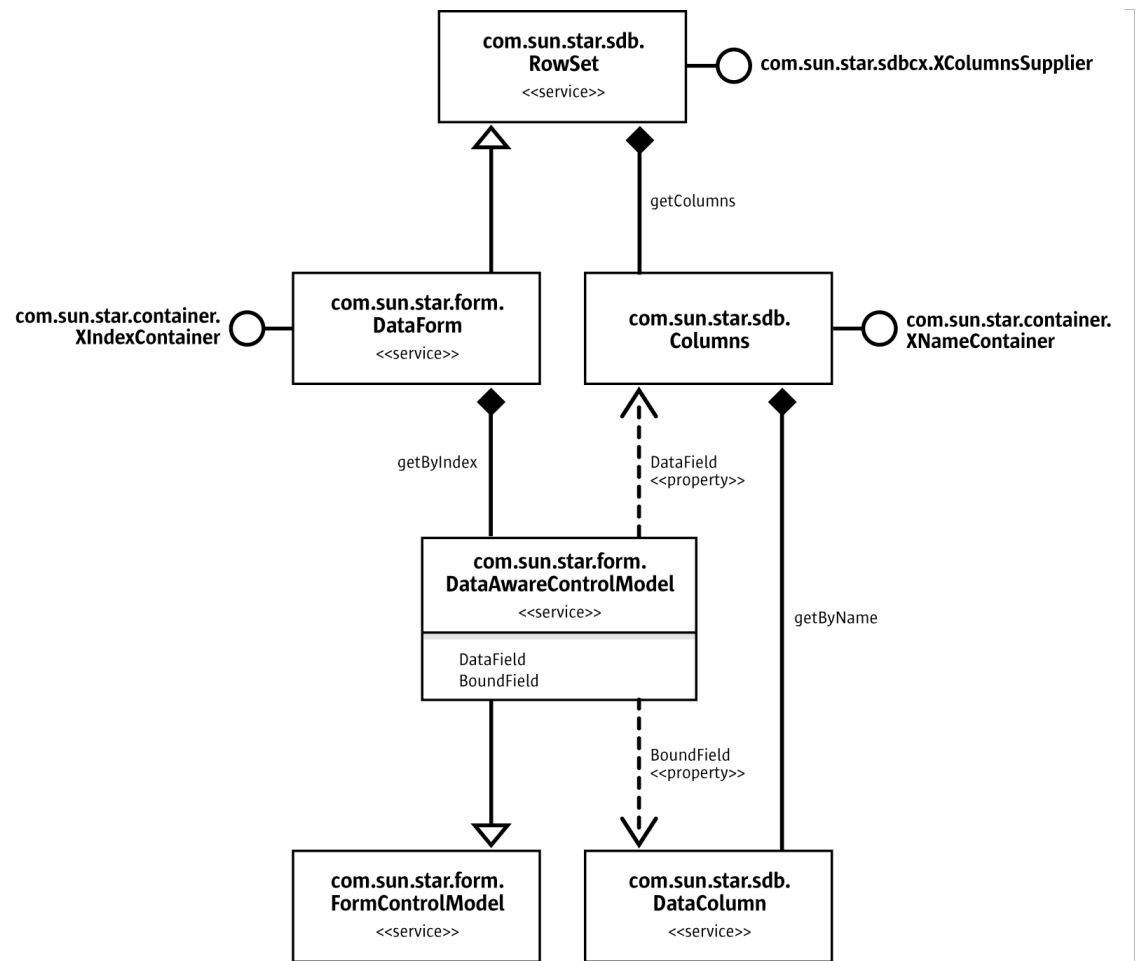 com.sun.star.sdb.
RowSet
<<service>>
com.sun.star.sdbcx.XColumnsSupplier
getColumns
com.sun.star.container.
XIndexContainer
com.sun.star.form.
DataForm
<<service>>
com.sun.star.sdb.
Columns
com.sun.star.container.
XNameContainer
getByIndex
DataField
<<property>>
com.sun.star.form.
DataAwareControlModel
<<service>>
DataField
BoundField
getByName
BoundField
<<property>>
com.sun.star.form.
FormControlModel
<<service>>
com.sun.star.sdb.
DataColumn
<<service>>